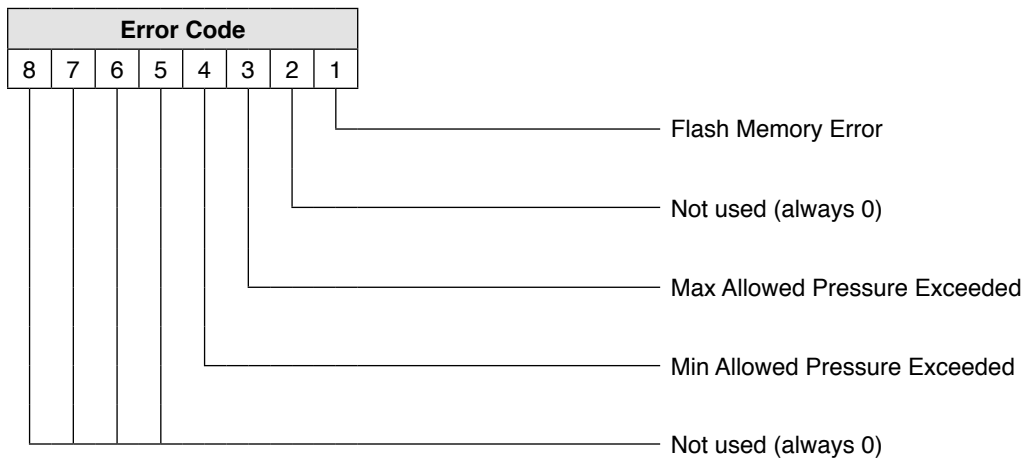 Error Code
8 7 6 5 4 3 2 1
Flash Memory Error
Not used (always 0)
Max Allowed Pressure Exceeded
Min Allowed Pressure Exceeded
Not used (always 0)